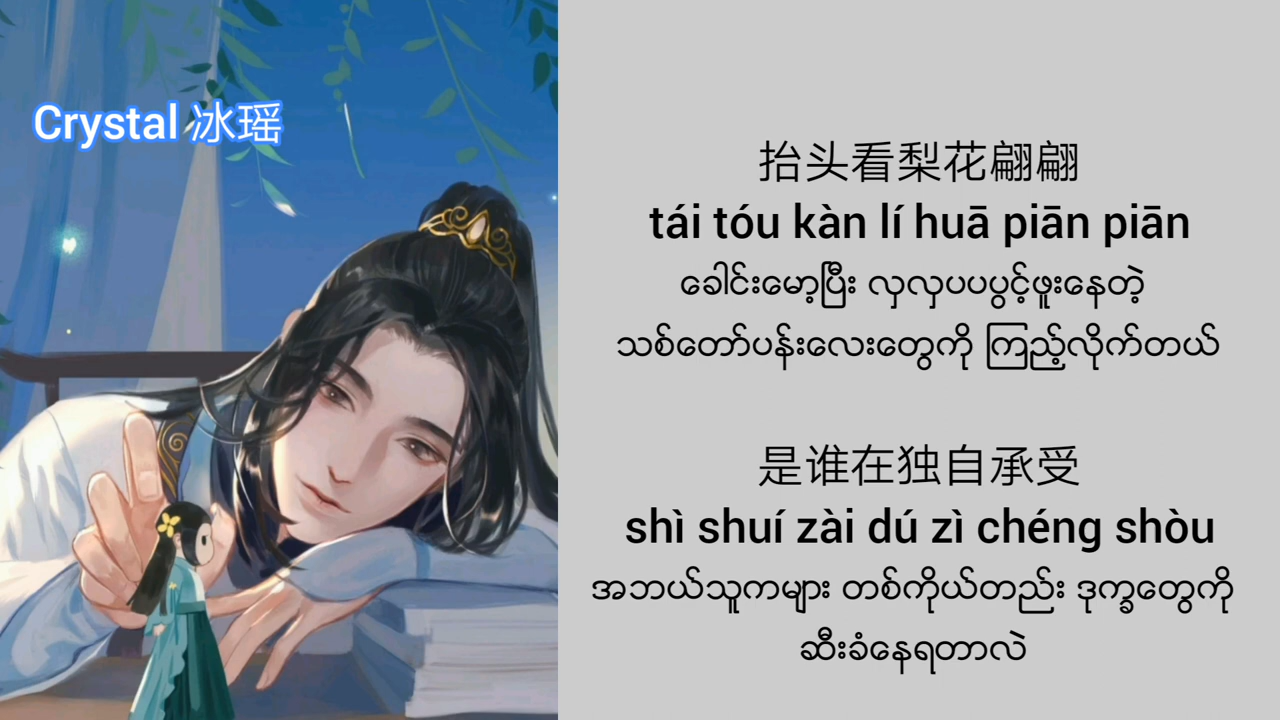 Crystal 冰瑶
抬头看梨花翩翩
tái tóu kàn lí huā piān piān
ခေါင်းမော့ပြီး လှလှပပပွင့်ဖူးနေတဲ့
သစ်တော်ပန်းလေးတွေကို ကြည့်လိုက်တယ်
是谁在独自承受
shì shuí zài dú zì chéng shòu
အဘယ်သူကများ တစ်ကိုယ်တည်း ဒုက္ခတွေကို
ဆီးခံနေရတာလဲ